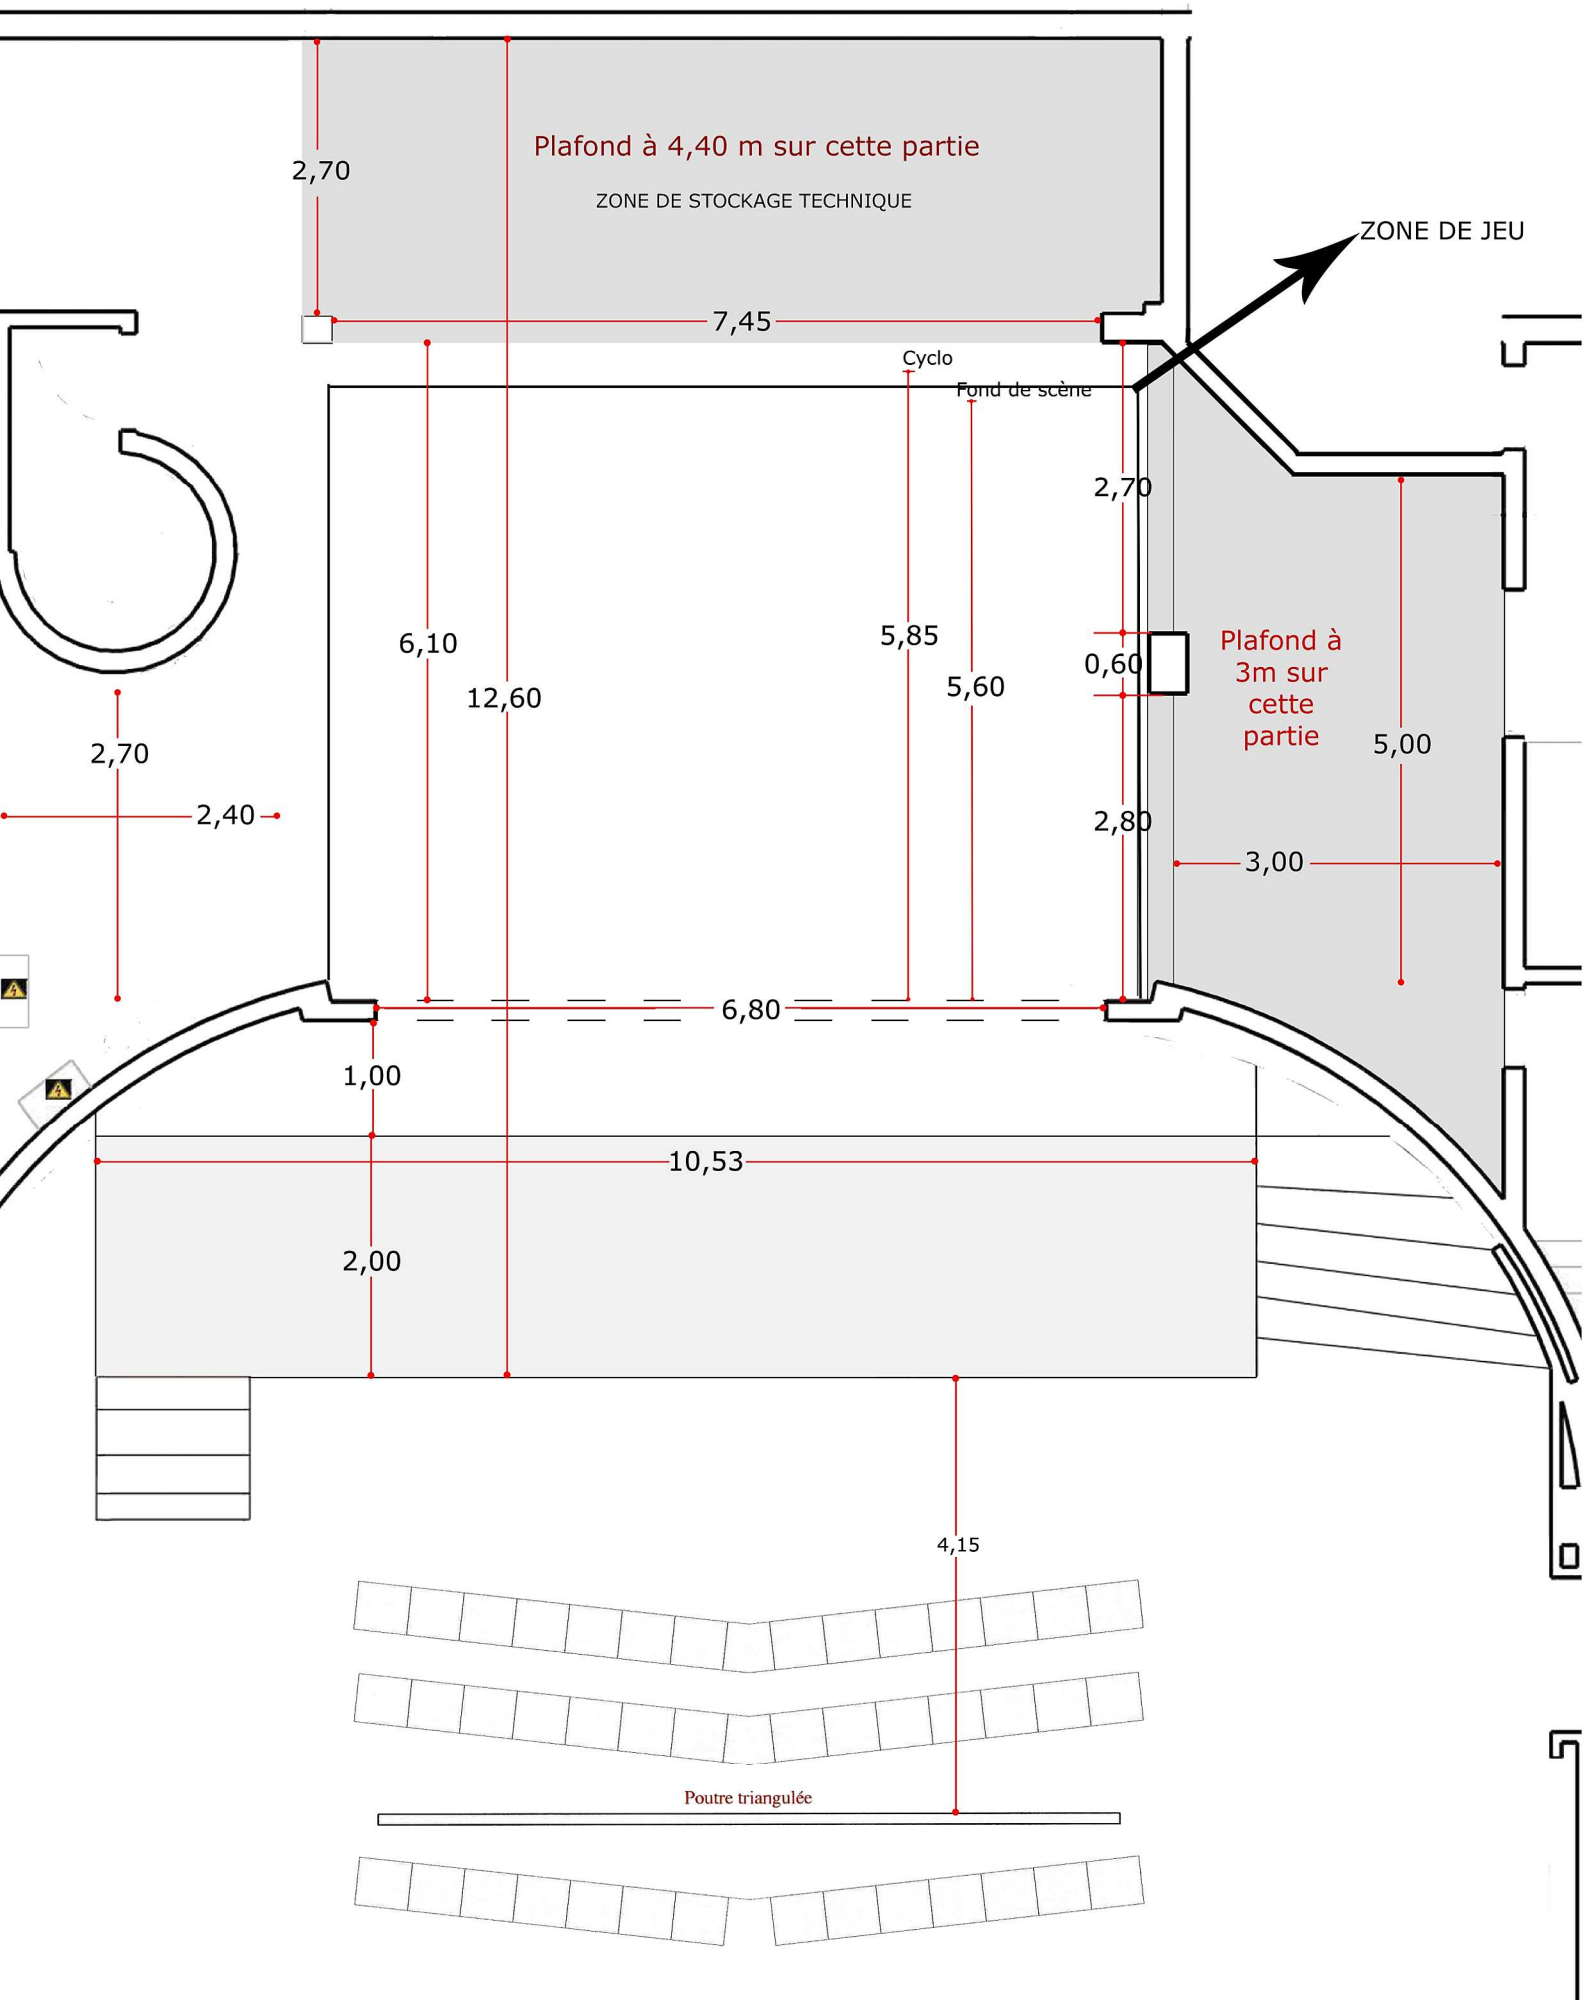 Plafond à 4,40 m sur cette partie
2,70
ZONE DE STOCKAGE TECHNIQUE
ZONE DE JEU
7,45
Cyclo
Fond de scène
2,70
6,10
5,85
5,60
12,60
0,60
Plafond à
3m sur
cette
partie
5,00
2,70
2,40
2,80
3,00
6,80
1,00
10,53
2,00
4,15
Poutre triangulée